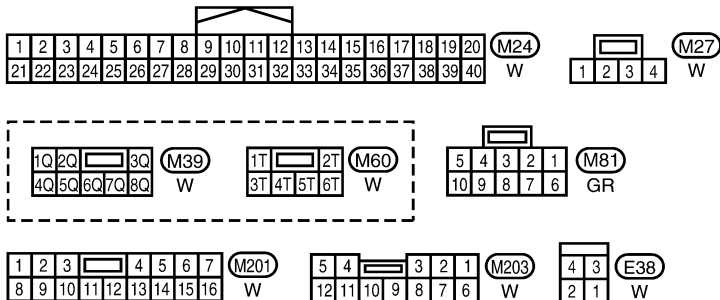 1 2 3 4 5 6 7 8 9 10 11 12 13 14 15 16 17 18 19 20 M24
21 22 23 24 25 26 27 28 29 30 31 32 33 34 35 36 37 38 39 40 W
1 2 3 4 M27
W
1Q 2Q 3Q M39
4Q 5Q 6Q 7Q 8Q W
1T 2T M60
3T 4T 5T 6T W
5 4 3 2 1 M81
10 9 8 7 6 GR
1 2 3 4 5 6 7 M201
8 9 10 11 12 13 14 15 16 W
5 4 3 2 1 M203
12 11 10 9 8 7 6 W
4 3 E38
2 1 W